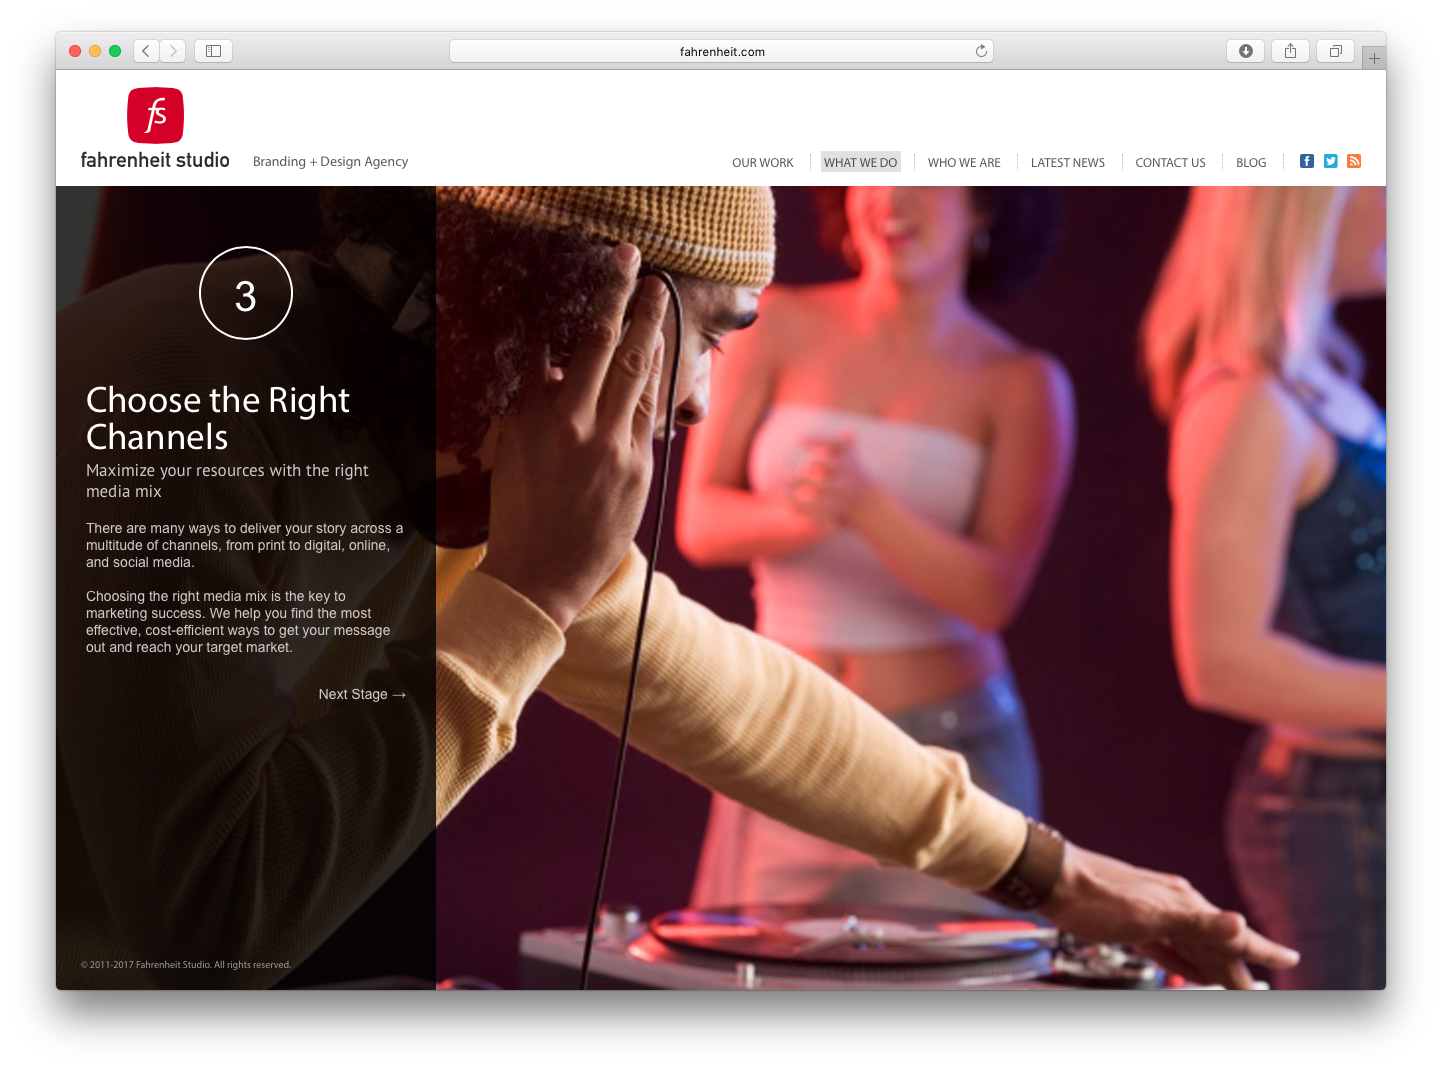 fahrenheit.com
fs
fahrenheit studio
Branding + Design Agency
OUR WORK
WHAT WE DO
WHO WE ARE
LATEST NEWS
CONTACT US
BLOG
3
Choose the Right
Channels
Maximize your resources with the right
media mix
There are many ways to deliver your story across a
multitude of channels, from print to digital, online,
and social media.
Choosing the right media mix is the key to
marketing success. We help you find the most
effective, cost-efficient ways to get your message
out and reach your target market.
Next Stage →
© 2011-2017 Fahrenheit Studio. All rights reserved.